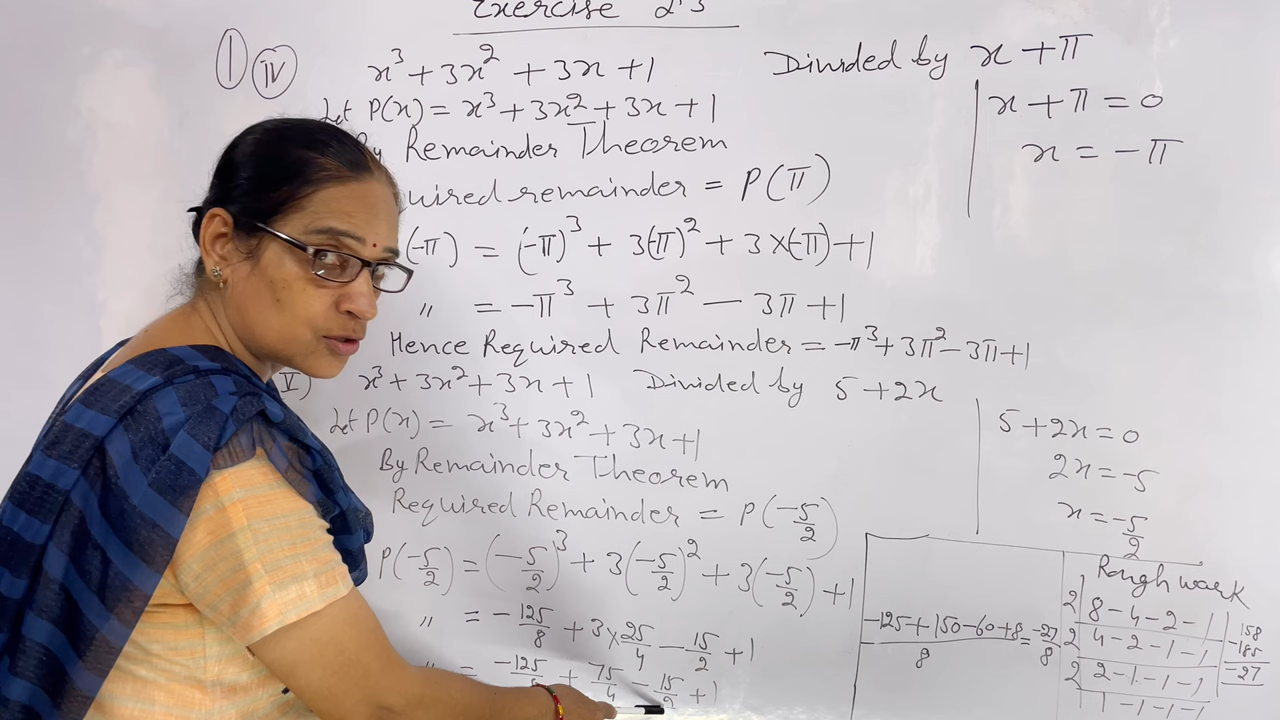 Exercise 2.3
① (iv) x³ + 3x² + 3x + 1 Divided by x + π
Let P(x) = x³ + 3x² + 3x + 1
By Remainder Theorem
uired remainder = P(π)
(-π) = (-π)³ + 3(-π)² + 3×(-π) + 1
" = -π³ + 3π² - 3π + 1
Hence Required Remainder = -π³ + 3π² - 3π + 1
x + π = 0
x = -π
V) x³ + 3x² + 3x + 1 Divided by 5 + 2x
Let P(x) = x³ + 3x² + 3x + 1
By Remainder Theorem
Required Remainder = P(-5/2)
P(-5/2) = (-5/2)³ + 3(-5/2)² + 3(-5/2) + 1
" = -125/8 + 3×25/4 - 15/2 + 1
" = -125/ + 75/4 - 15/2 + 1
5 + 2x = 0
2x = -5
x = -5/2
-125 + 150 - 60 + 8/8 = -27/8
Rough work
2 | 8 - 4 - 2 - 1
2 | 4 - 2 - 1 - 1
2 | 2 - 1 - 1 - 1
1 - 1 - 1 - 1
158
-185
-27